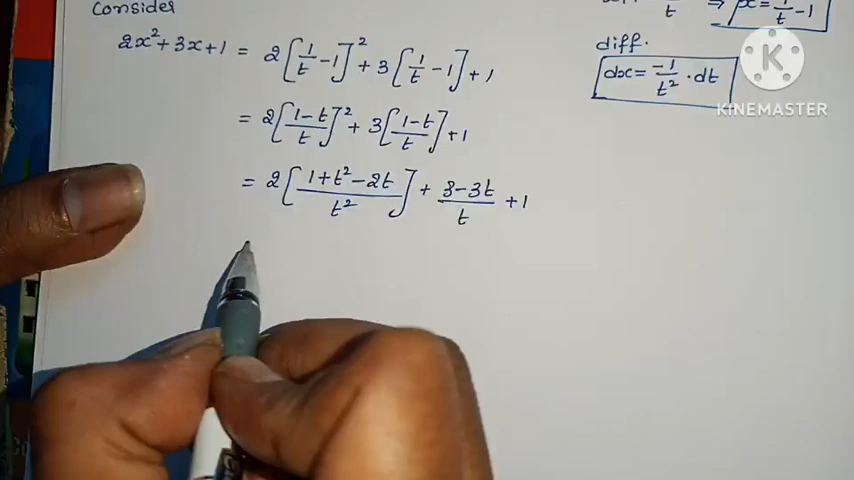 Consider
2x² + 3x + 1 = 2[1/t - 1]² + 3[1/t - 1] + 1
= 2[(1-t)/t]² + 3[(1-t)/t] + 1
= 2[(1+t²-2t)/t²] + (3-3t)/t + 1
t ⇒ x = 1/t - 1
diff.
dx = -1/t² · dt
K
KINEMASTER